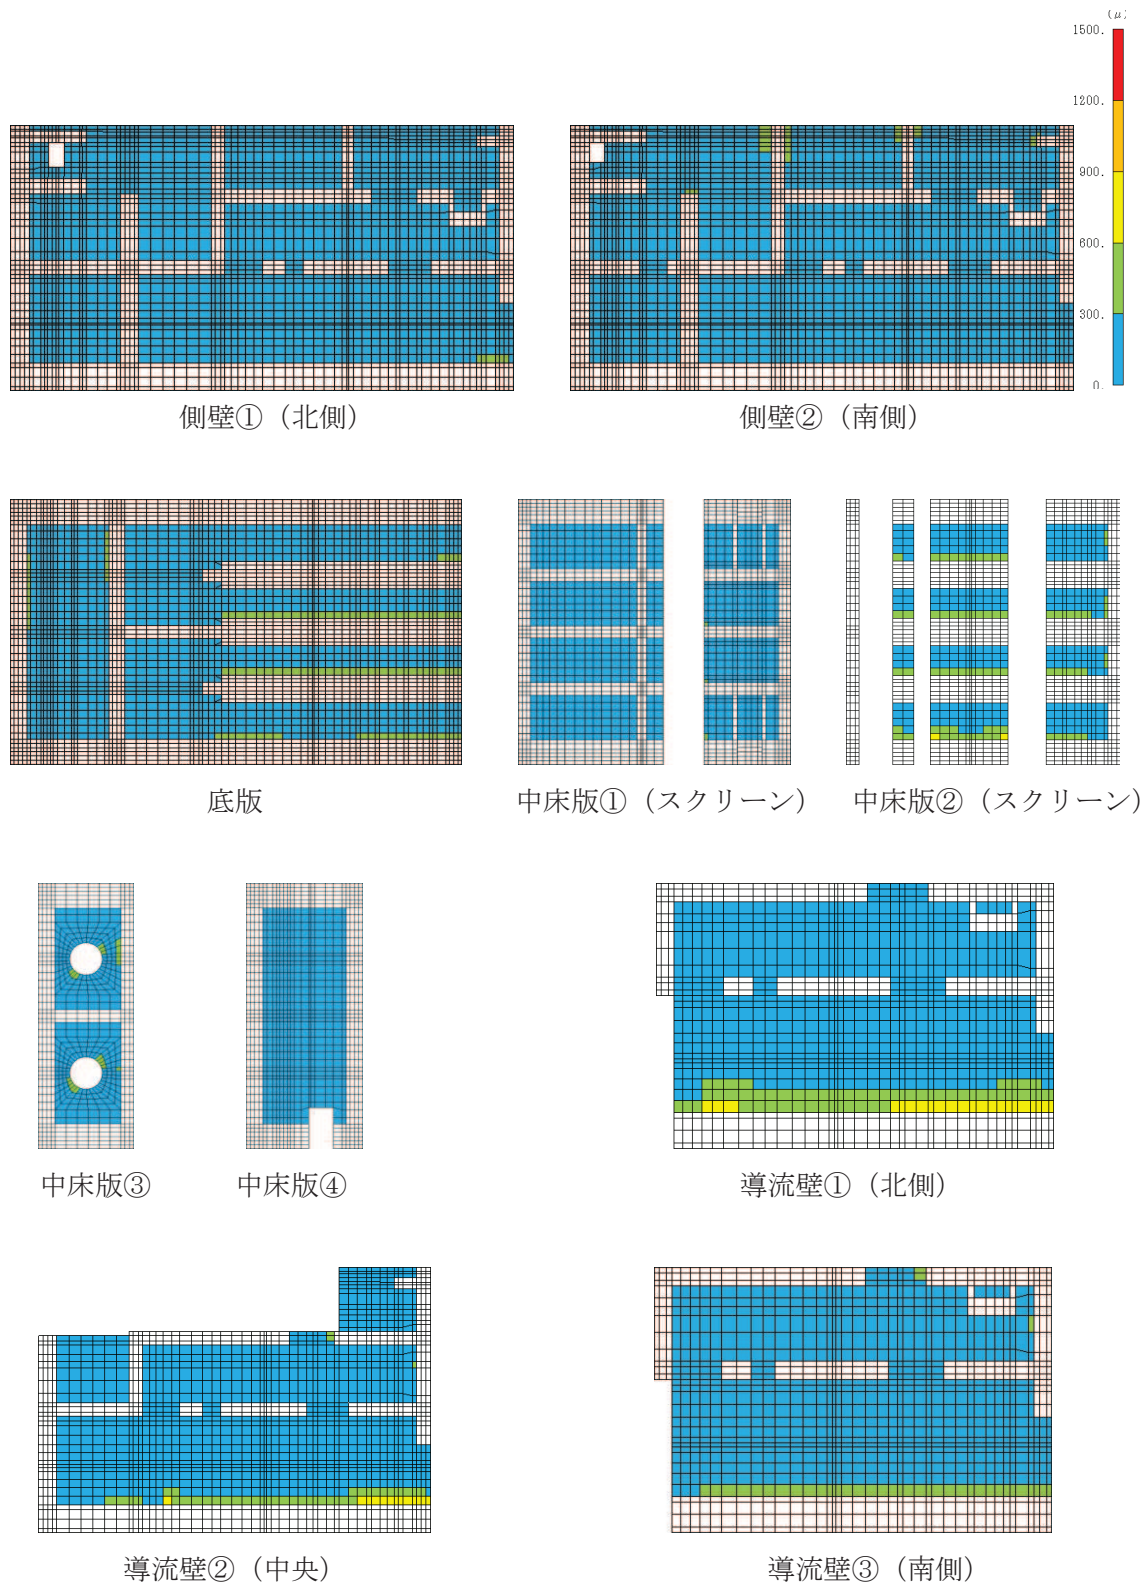 (μ)
1500.
1200.
900.
600.
300.
0.
側壁①（北側）
側壁②（南側）
底版
中床版①（スクリーン）
中床版②（スクリーン）
中床版③
中床版④
導流壁①（北側）
導流壁②（中央）
導流壁③（南側）